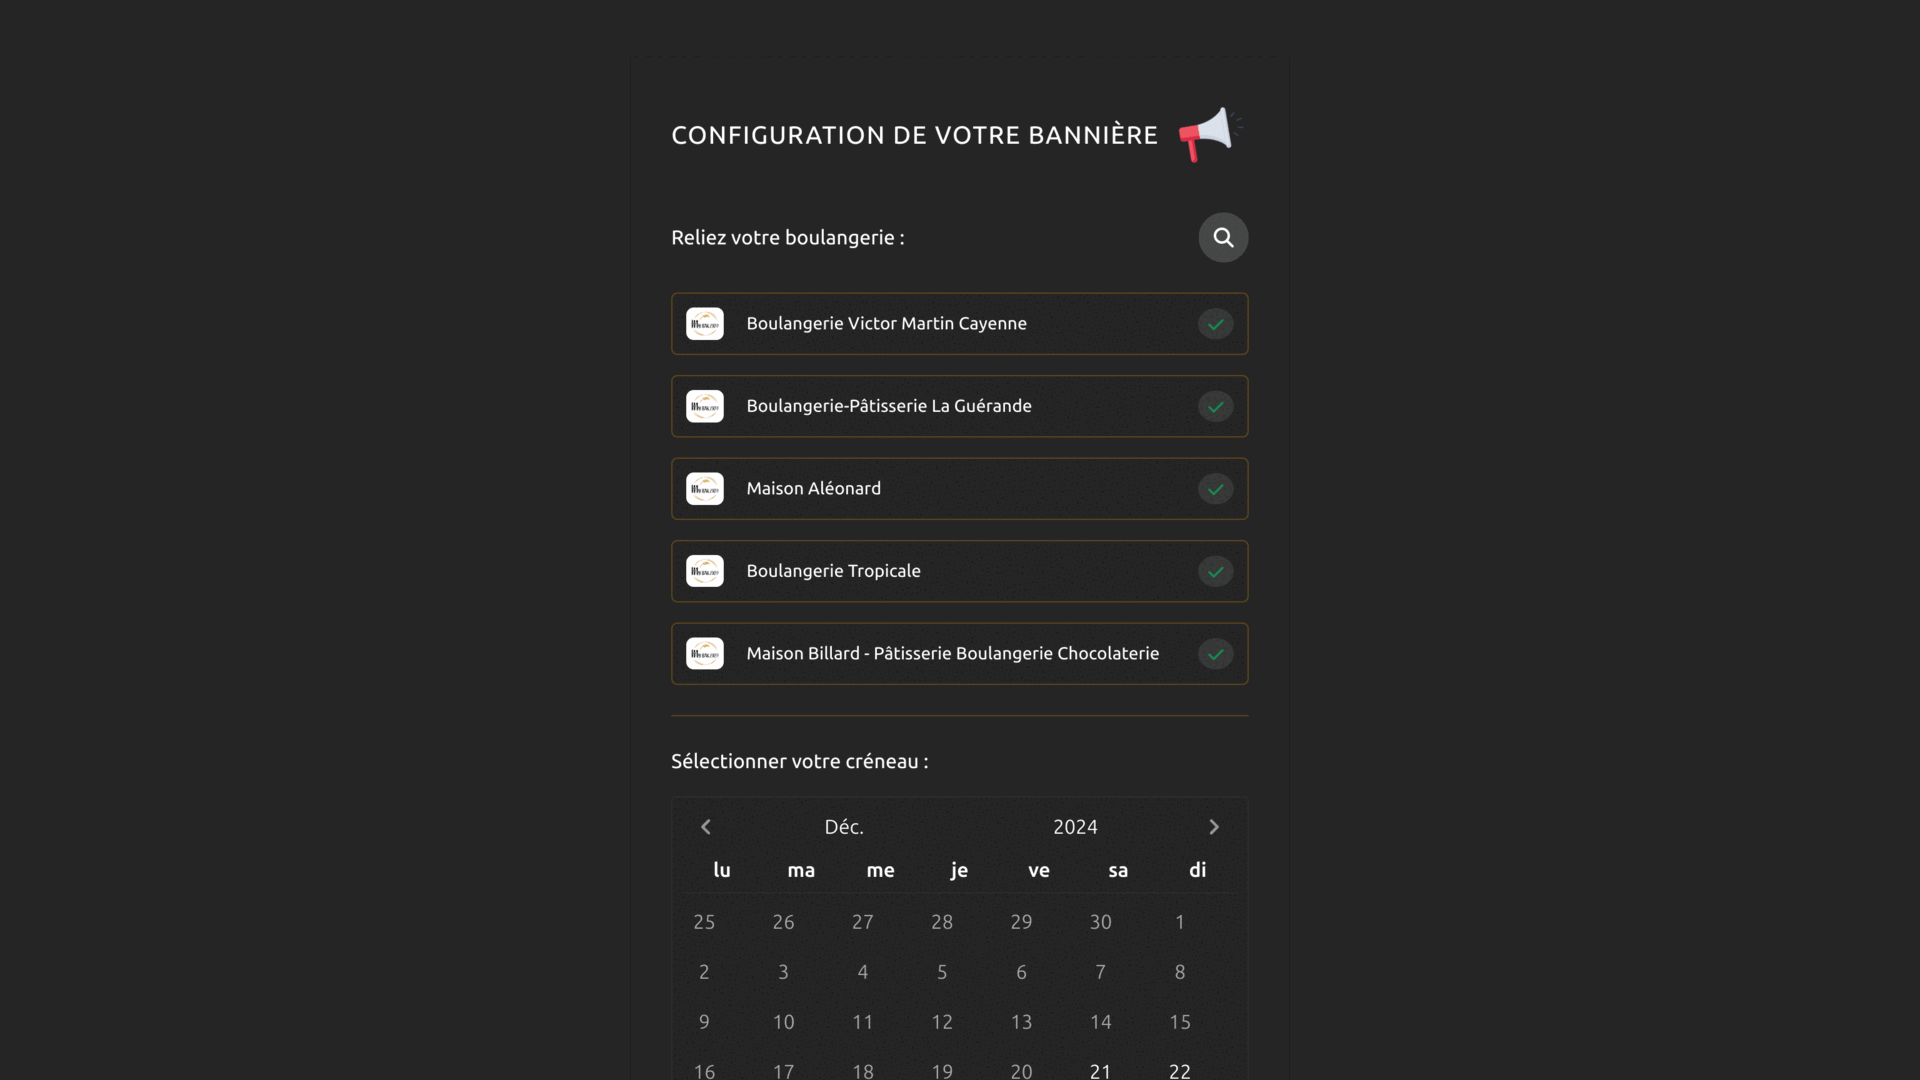 CONFIGURATION DE VOTRE BANNIÈRE
Reliez votre boulangerie :
Boulangerie Victor Martin Cayenne
Boulangerie-Pâtisserie La Guérande
Maison Aléonard
Boulangerie Tropicale
Maison Billard - Pâtisserie Boulangerie Chocolaterie
Sélectionner votre créneau :
Déc. 2024
lu ma me je ve sa di
25 26 27 28 29 30 1
2 3 4 5 6 7 8
9 10 11 12 13 14 15
16 17 18 19 20 21 22